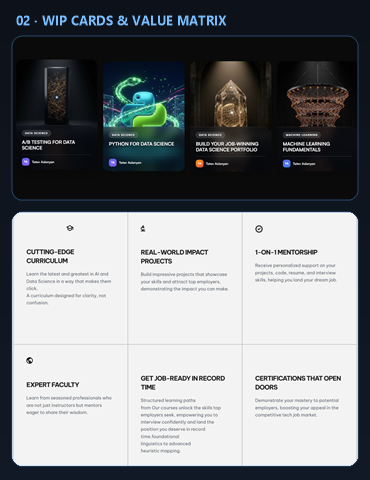 02 · WIP CARDS & VALUE MATRIX
DATA SCIENCE
A/B TESTING FOR DATA
SCIENCE
Tatev Aslanyan
DATA SCIENCE
PYTHON FOR DATA SCIENCE
Tatev Aslanyan
DATA SCIENCE
BUILD YOUR JOB-WINNING
DATA SCIENCE PORTFOLIO
Tatev Aslanyan
MACHINE LEARNING
MACHINE LEARNING
FUNDAMENTALS
Tatev Aslanyan
CUTTING-EDGE
CURRICULUM
Learn the latest and greatest in AI and
Data Science in a way that makes them
click.
A curriculum designed for clarity, not
confusion.
REAL-WORLD IMPACT
PROJECTS
Build impressive projects that showcase
your skills and attract top employers,
demonstrating the impact you can make.
1-ON-1 MENTORSHIP
Receive personalized support on your
projects, code, resume, and interview
skills, helping you land your dream job.
EXPERT FACULTY
Learn from seasoned professionals who
are not just instructors but mentors
eager to share their wisdom.
GET JOB-READY IN RECORD
TIME
Structured learning paths
from Our courses unlock the skills top
employers seek, empowering you to
interview confidently and land the
position you deserve in record
time.foundational
linguistics to advanced
heuristic mapping.
CERTIFICATIONS THAT OPEN
DOORS
Demonstrate your mastery to potential
employers, boosting your appeal in the
competitive tech job market.